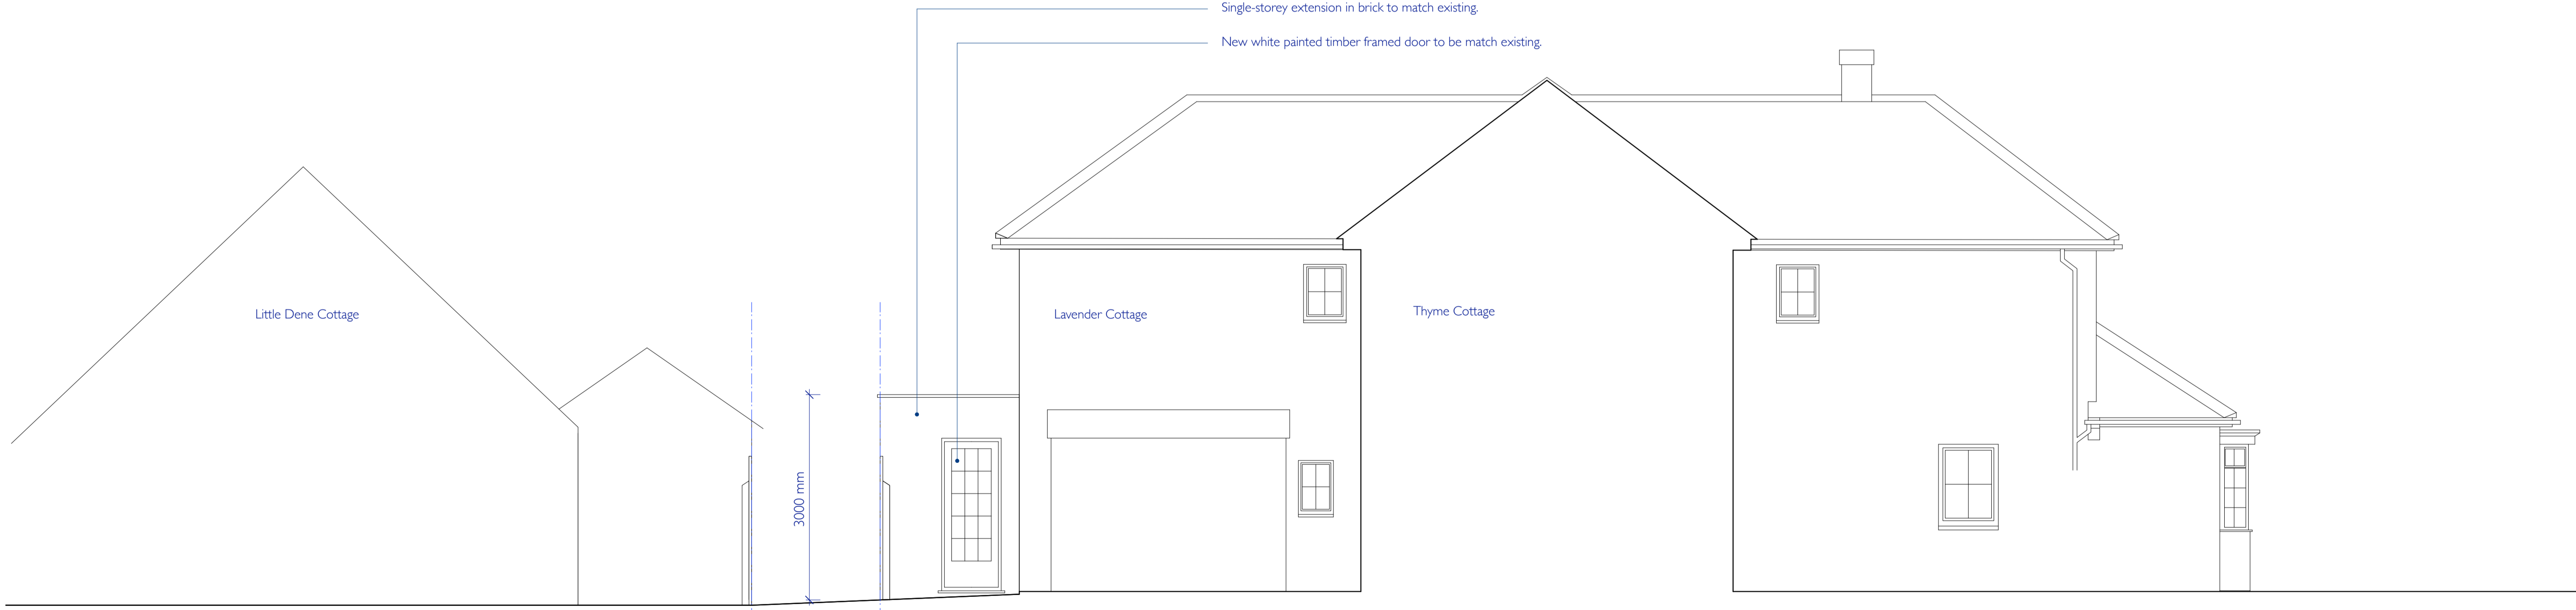 Single-storey extension in brick to match existing.
New white painted timber framed door to be match existing.
Little Dene Cottage
Lavender Cottage
Thyme Cottage
3000 mm